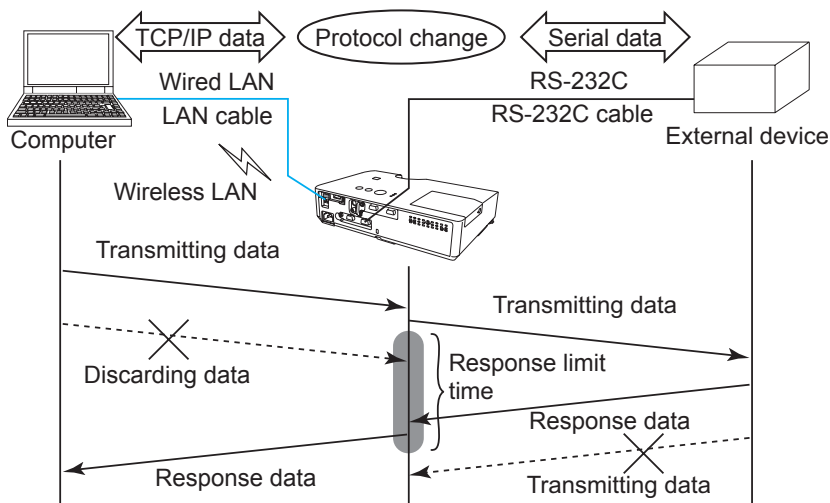 TCP/IP data
Protocol change
Serial data
Wired LAN
LAN cable
RS-232C
RS-232C cable
Computer
External device
Wireless LAN
Transmitting data
Transmitting data
Discarding data
Response limit
time
Response data
Response data
Transmitting data